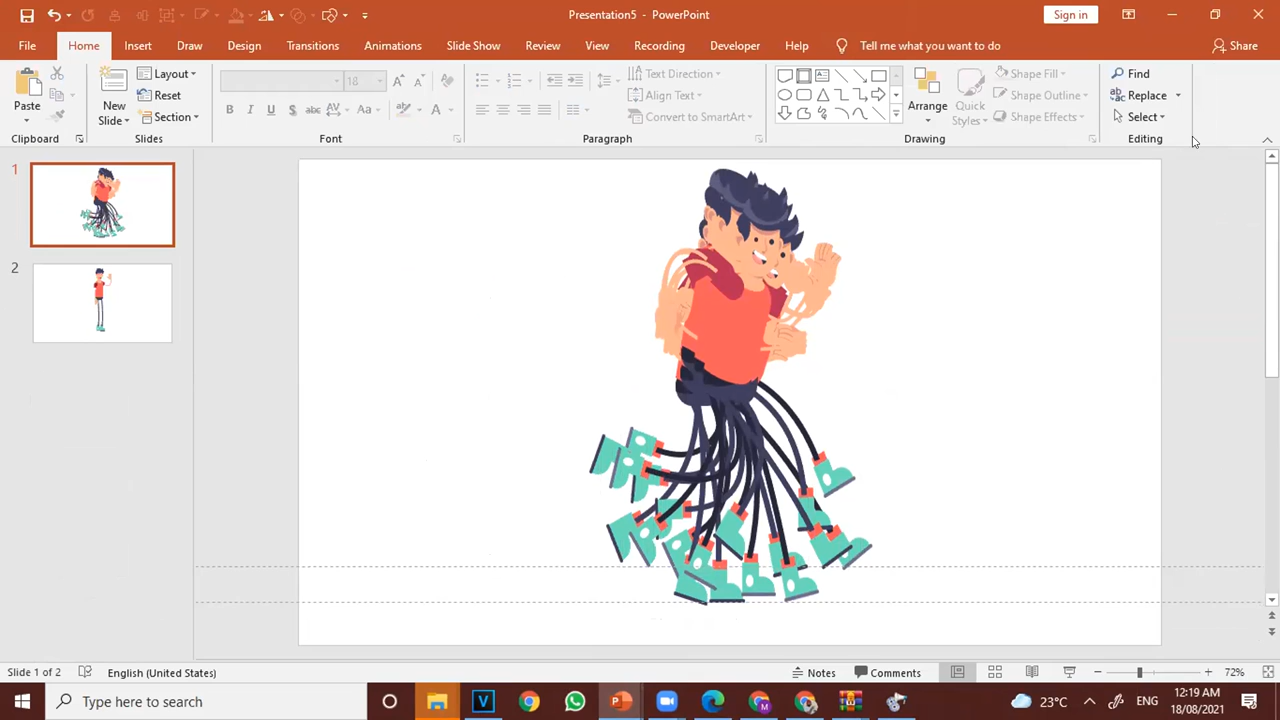 Presentation5 - PowerPoint
Sign in
File Home Insert Draw Design Transitions Animations Slide Show Review View Recording Developer Help Tell me what you want to do Share
Paste
Clipboard
New Slide
Layout
Reset
Section
Slides
18
A A A
B I U S abc AV Aa A
Font
Text Direction
Align Text
Convert to SmartArt
Paragraph
Arrange
Quick Styles
Shape Fill
Shape Outline
Shape Effects
Drawing
Find
Replace
Select
Editing
1
2
Slide 1 of 2 English (United States) Notes Comments 72%
Type here to search
23°C ENG 12:19 AM
18/08/2021